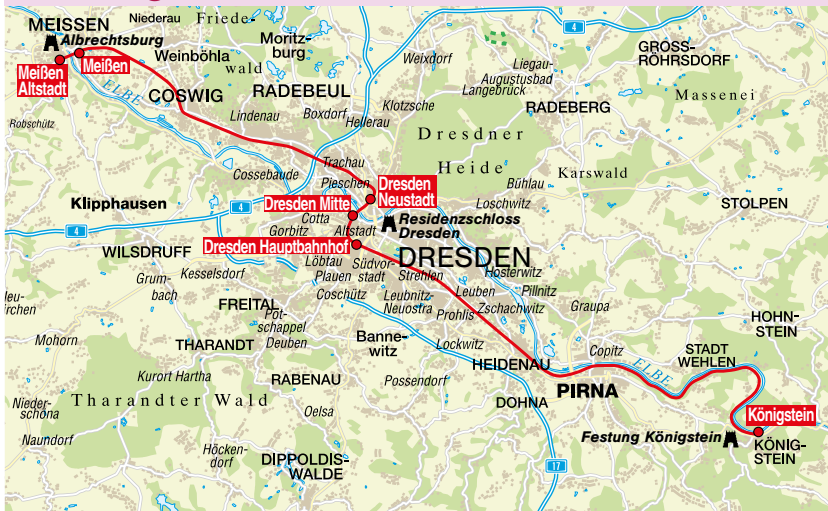 Niederau
Friede-
wald
MEISSEN
Albrechtsburg
Moritz-
burg
Weinböhla
Meißen
Altstadt
Meißen
ELBE
COSWIG
RADEBEUL
Lindenau
Boxdorf
Hellerau
Klotzsche
Weixdorf
Langebrück
Liegau-
Augustusbad
4
GROSS-
RÖHRSDORF
Massenei
RADEBERG
Robschütz
Dresdner
Heide
Karswald
Trachau
Cossebaude
Pieschen
Dresden
Neustadt
Bühlau
Loschwitz
Klipphausen
4
4
Dresden Mitte
Cotta
Gorbitz
Altstadt
Residenzschloss
Dresden
STOLPEN
WILSDRUFF
Dresden Hauptbahnhof
DRESDEN
Kesselsdorf
Grum-
bach
Löbtau
Plauen
Südvor-
stadt
Strehlen
Hosterwitz
Pillnitz
Coschütz
Leubnitz-
Neuostra
Leuben
Zschachwitz
Prohlis
Graupa
FREITAL
Pot-
schappel
Deuben
Banne-
witz
Lockwitz
HOHN-
STEIN
Mohorn
THARANDT
HEIDENAU
Copitz
STADT
WEHLEN
ELBE
Kurort Hartha
RABENAU
Possendorf
PIRNA
DOHNA
Tharandter Wald
Nieder-
schöna
Oelsa
Königstein
Naundorf
Höcken-
dorf
Festung Königstein
KÖNIG-
STEIN
DIPPOLDIS-
WALDE
17